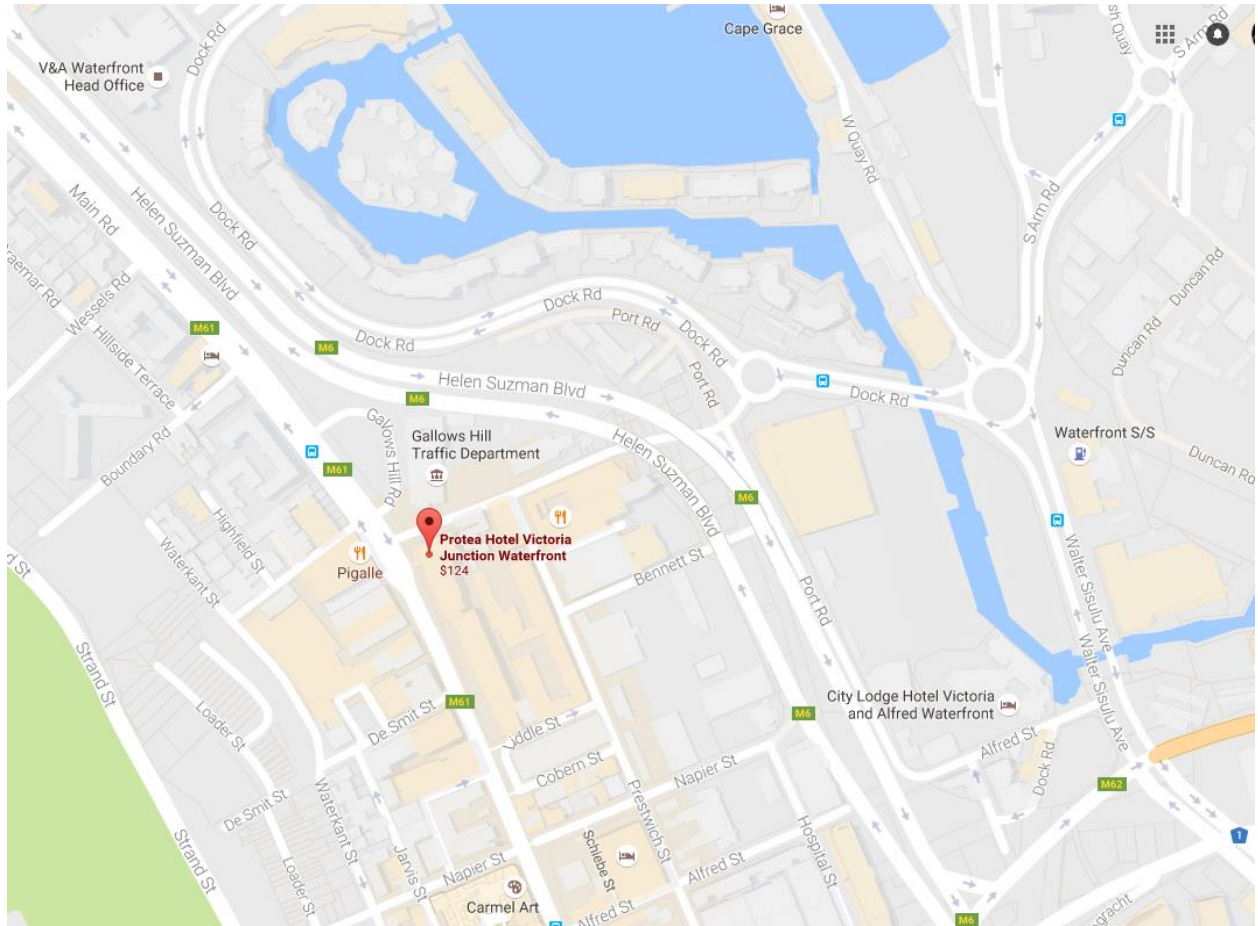 Cape Grace
V&A Waterfront
Head Office
Dock Rd
S Arm Rd
W Quay Rd
Main Rd
Helen Suzman Blvd
Dock Rd
S Arm Rd
Duncan Rd
Wessels Rd
Hillside Terrace
M61
Dock Rd
Dock Rd
Port Rd
Dock Rd
M6
Duncan Rd
Helen Suzman Blvd
M6
Port Rd
Dock Rd
Gallows Hill Rd
Gallows Hill
Traffic Department
Boundary Rd
M61
Helen Suzman Blvd
Waterfront S/S
Duncan Rd
M6
Highfield St
Waterkant St
Pigalle
Protea Hotel Victoria
Junction Waterfront
$124
Bennett St
Port Rd
Walter Sisulu Ave
Strand St
Loader St
De Smit St
M61
City Lodge Hotel Victoria
and Alfred Waterfront
M6
Walter Sisulu Ave
Alfred St
Cobern St
Napier St
Dock Rd
M62
De Smit St
Waterkant St
Prestwich St
Strand St
Loader St
Jarvis St
Napier St
Schiebe St
Alfred St
Hospital St
1
Carmel Art
Alfred St
M6